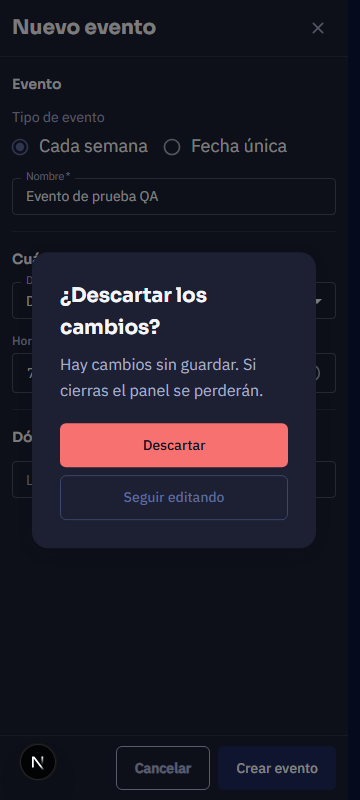 Nuevo evento
Evento
Tipo de evento
Cada semana
Fecha única
Nombre*
Evento de prueba QA
¿Descartar los
cambios?
Hay cambios sin guardar. Si
cierras el panel se perderán.
Descartar
Seguir editando
N
Cancelar
Crear evento